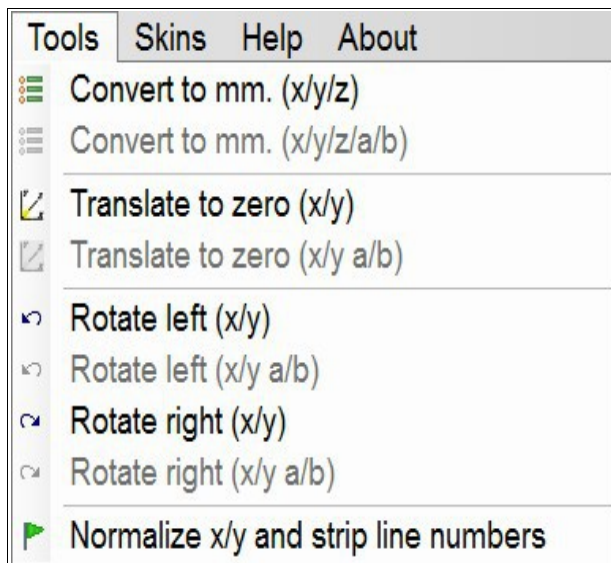 Tools Skins Help About
Convert to mm. (x/y/z)
Convert to mm. (x/y/z/a/b)
Translate to zero (x/y)
Translate to zero (x/y a/b)
Rotate left (x/y)
Rotate left (x/y a/b)
Rotate right (x/y)
Rotate right (x/y a/b)
Normalize x/y and strip line numbers